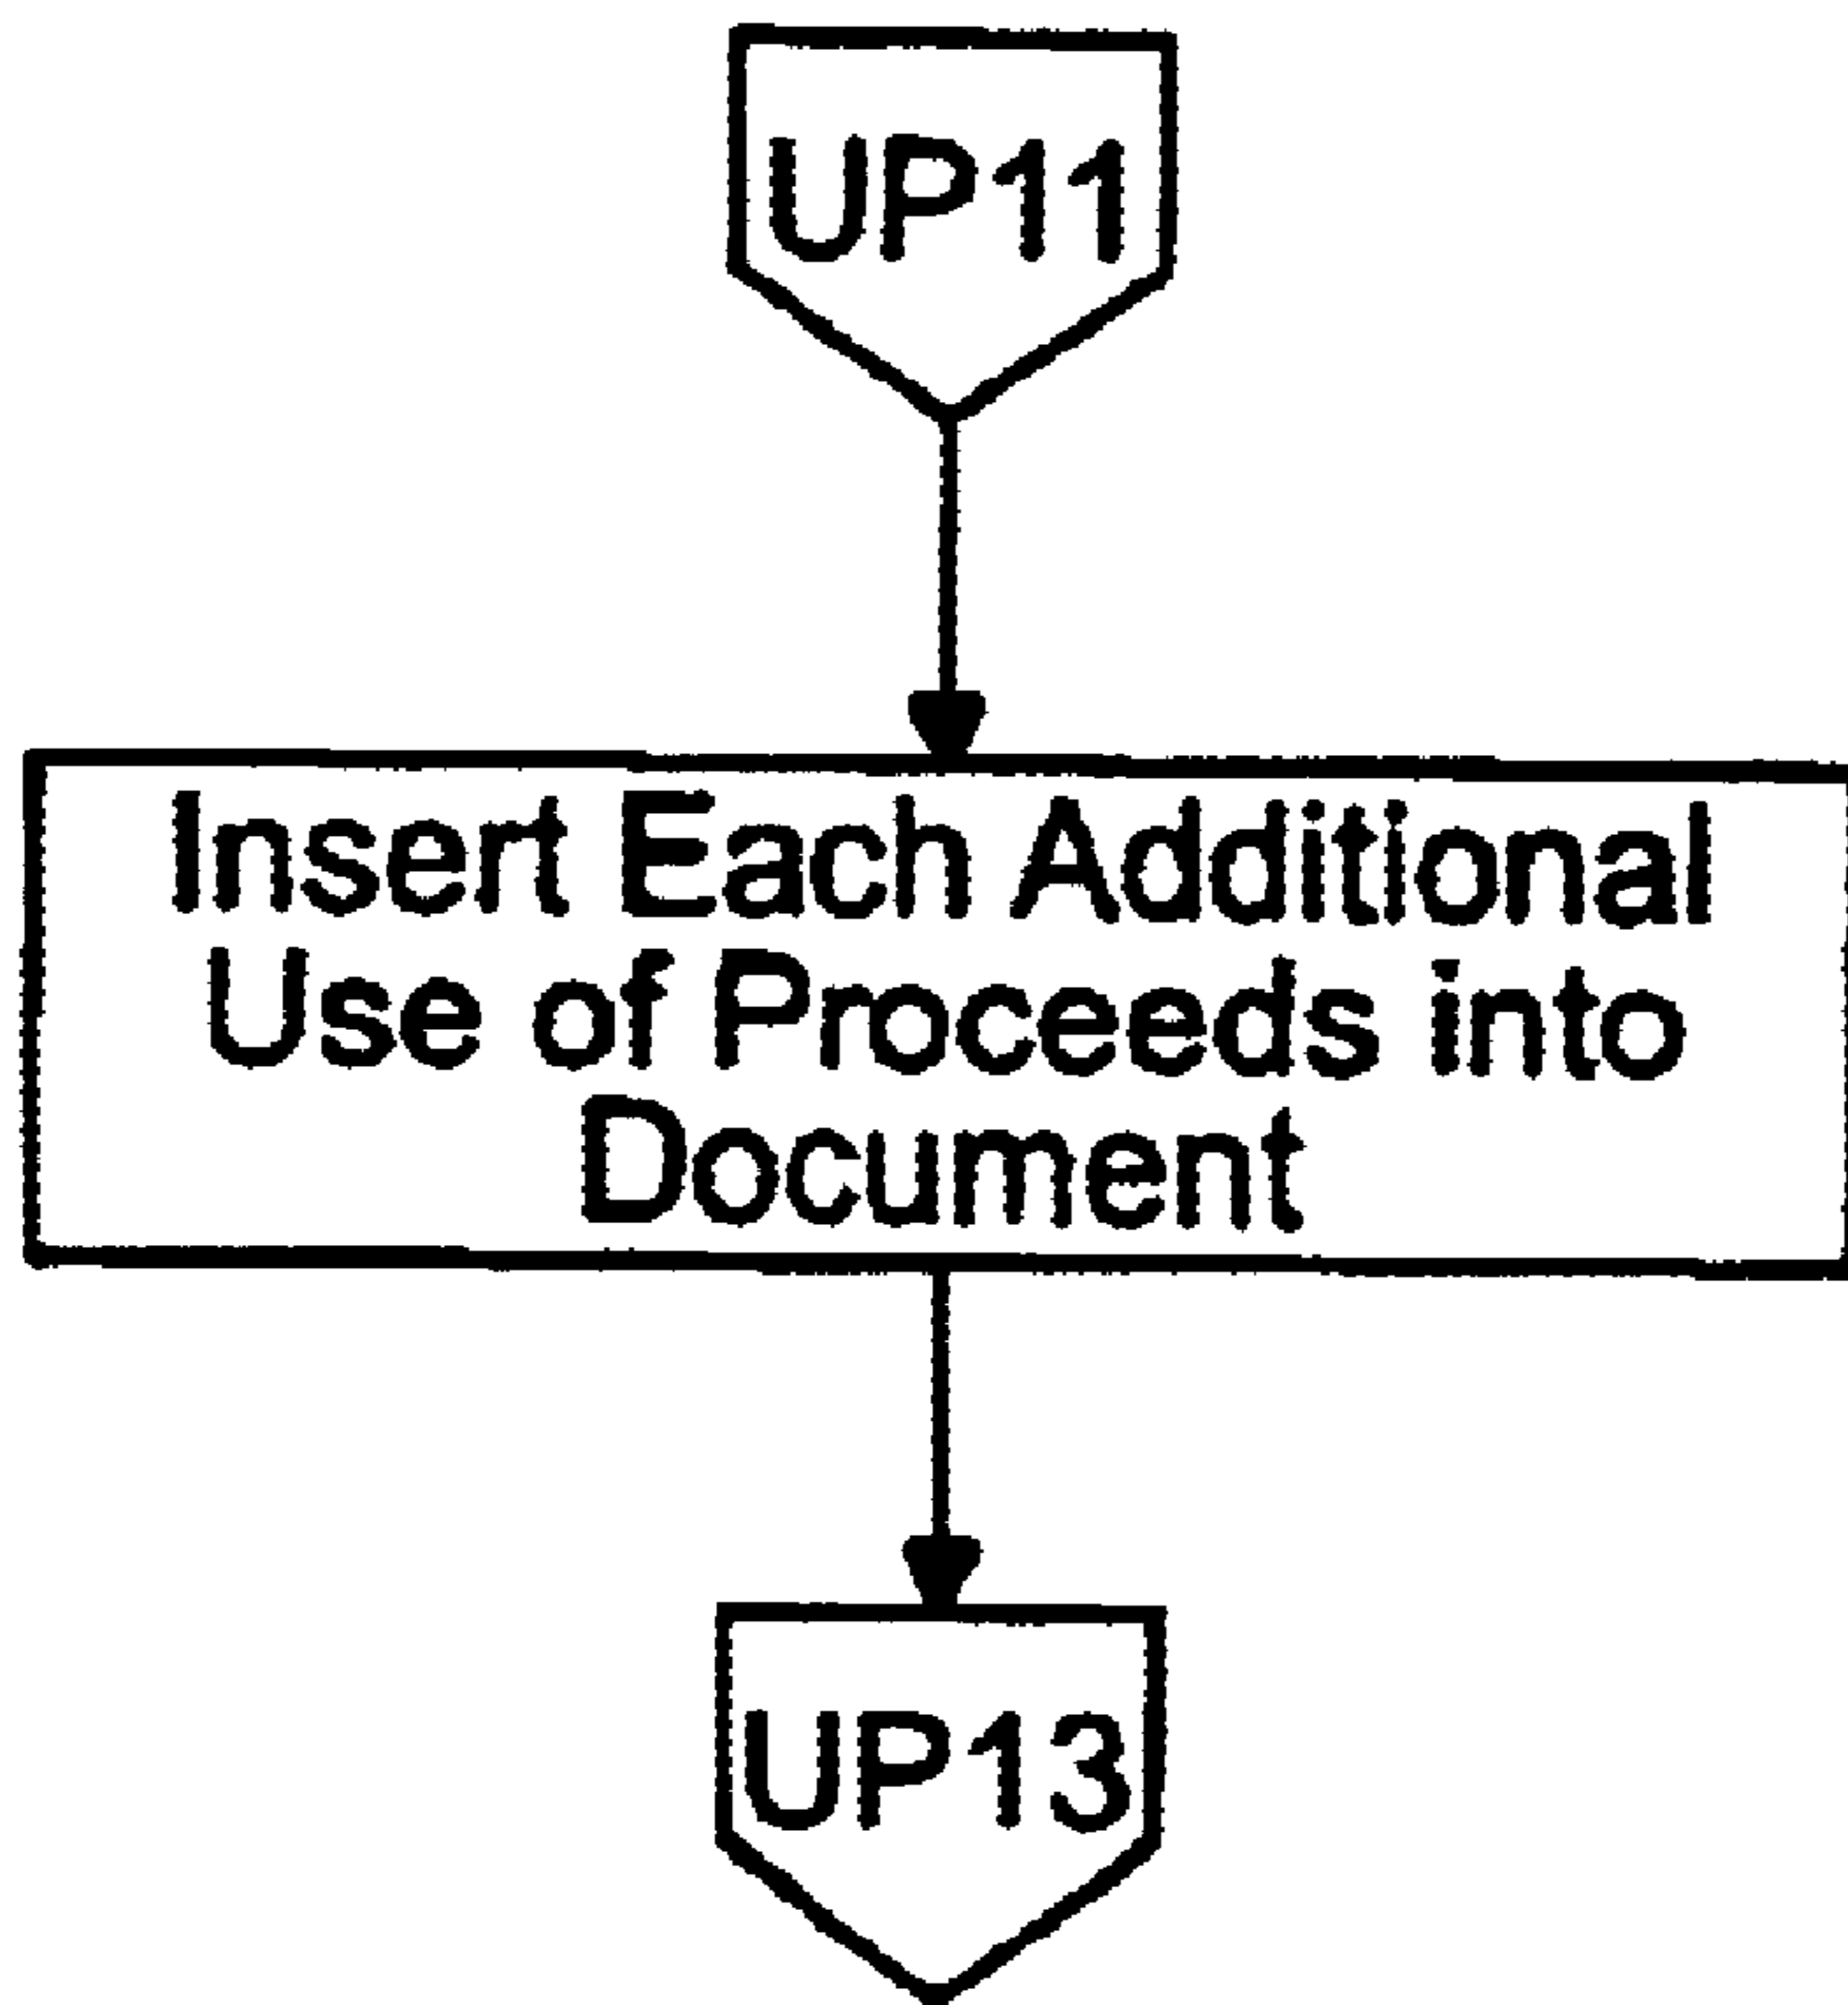 UP11
Insert Each Additional
Use of Proceeds into
Document
UP13